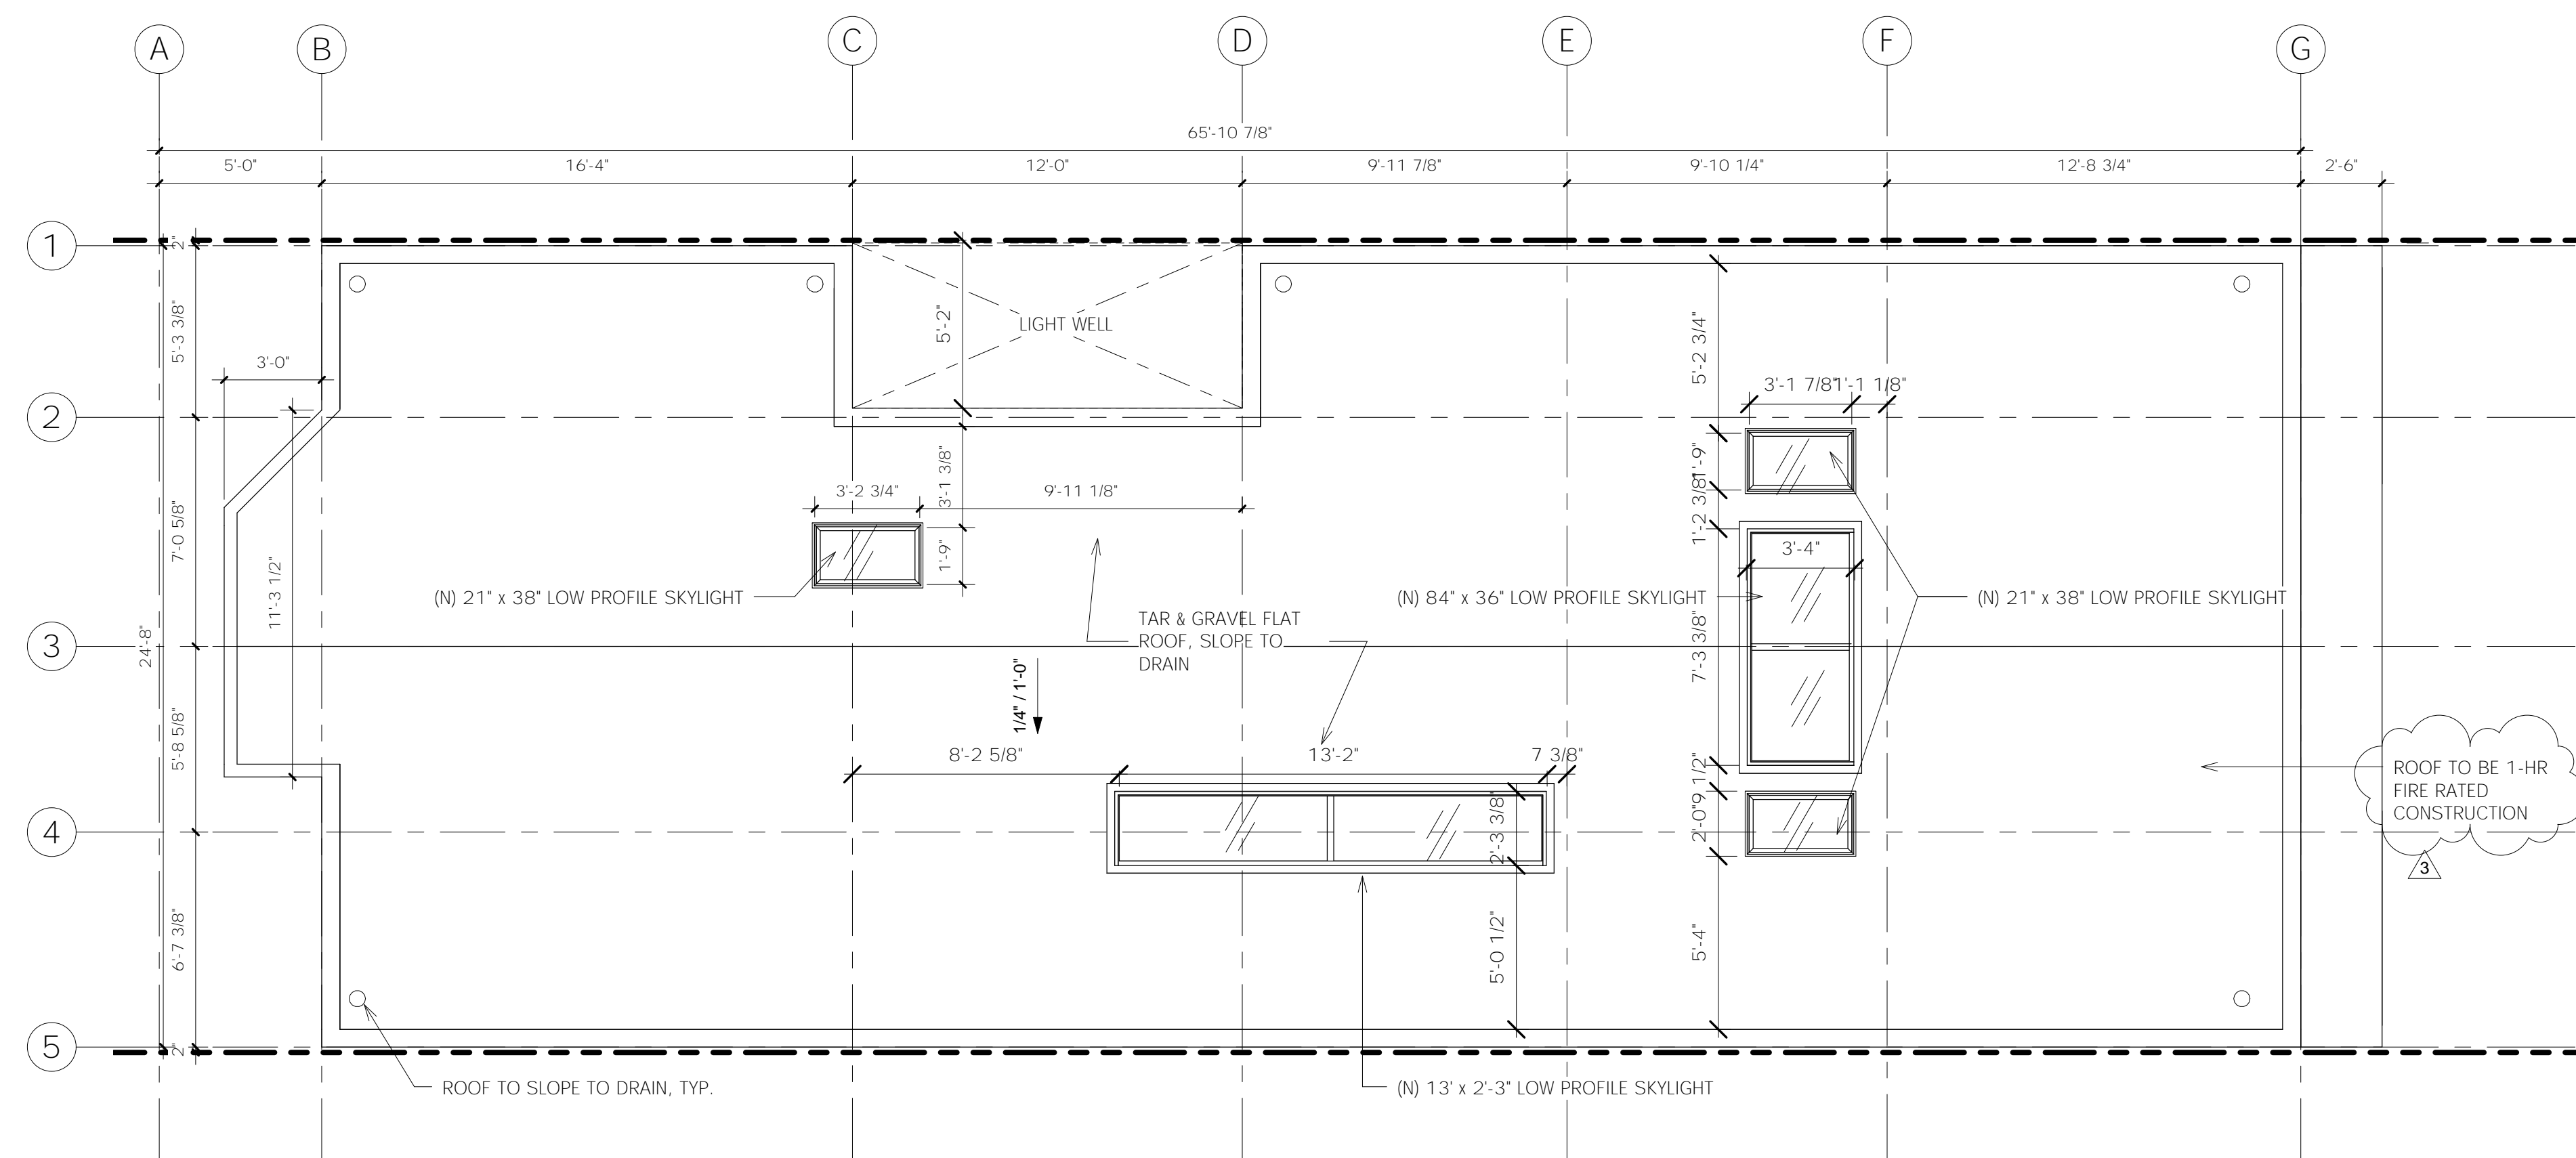 A B C D E F G
65'-10 7/8"
5'-0" 16'-4" 12'-0" 9'-11 7/8" 9'-10 1/4" 12'-8 3/4" 2'-6"
1
2"
5'-3 3/8"
3'-0"
LIGHT WELL
5'-2"
5'-2 3/4"
3'-1 7/8" 1'-1 1/8"
2
1'-9"
3'-1 3/8"
3'-2 3/4" 9'-11 1/8"
1'-2 3/8"
7'-0 5/8"
1'-9"
3'-4"
11'-3 1/2"
(N) 21" x 38" LOW PROFILE SKYLIGHT
(N) 84" x 36" LOW PROFILE SKYLIGHT
(N) 21" x 38" LOW PROFILE SKYLIGHT
TAR & GRAVEL FLAT
ROOF, SLOPE TO
DRAIN
3
24'-8"
7'-3 3/8"
1/4" / 1'-0"
5'-8 5/8"
8'-2 5/8" 13'-2" 7 3/8"
9 1/2"
ROOF TO BE 1-HR
FIRE RATED
CONSTRUCTION
3
4
2'-3 3/8"
2'-0"
6'-7 3/8"
5'-0 1/2"
5'-4"
5
2"
ROOF TO SLOPE TO DRAIN, TYP.
(N) 13' x 2'-3" LOW PROFILE SKYLIGHT